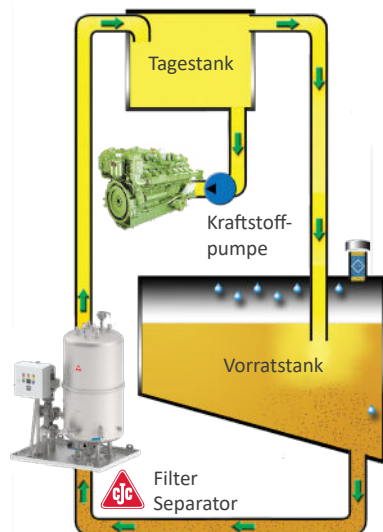 Tagestank
Kraftstoff-
pumpe
Vorratstank
CJC
Filter
Separator